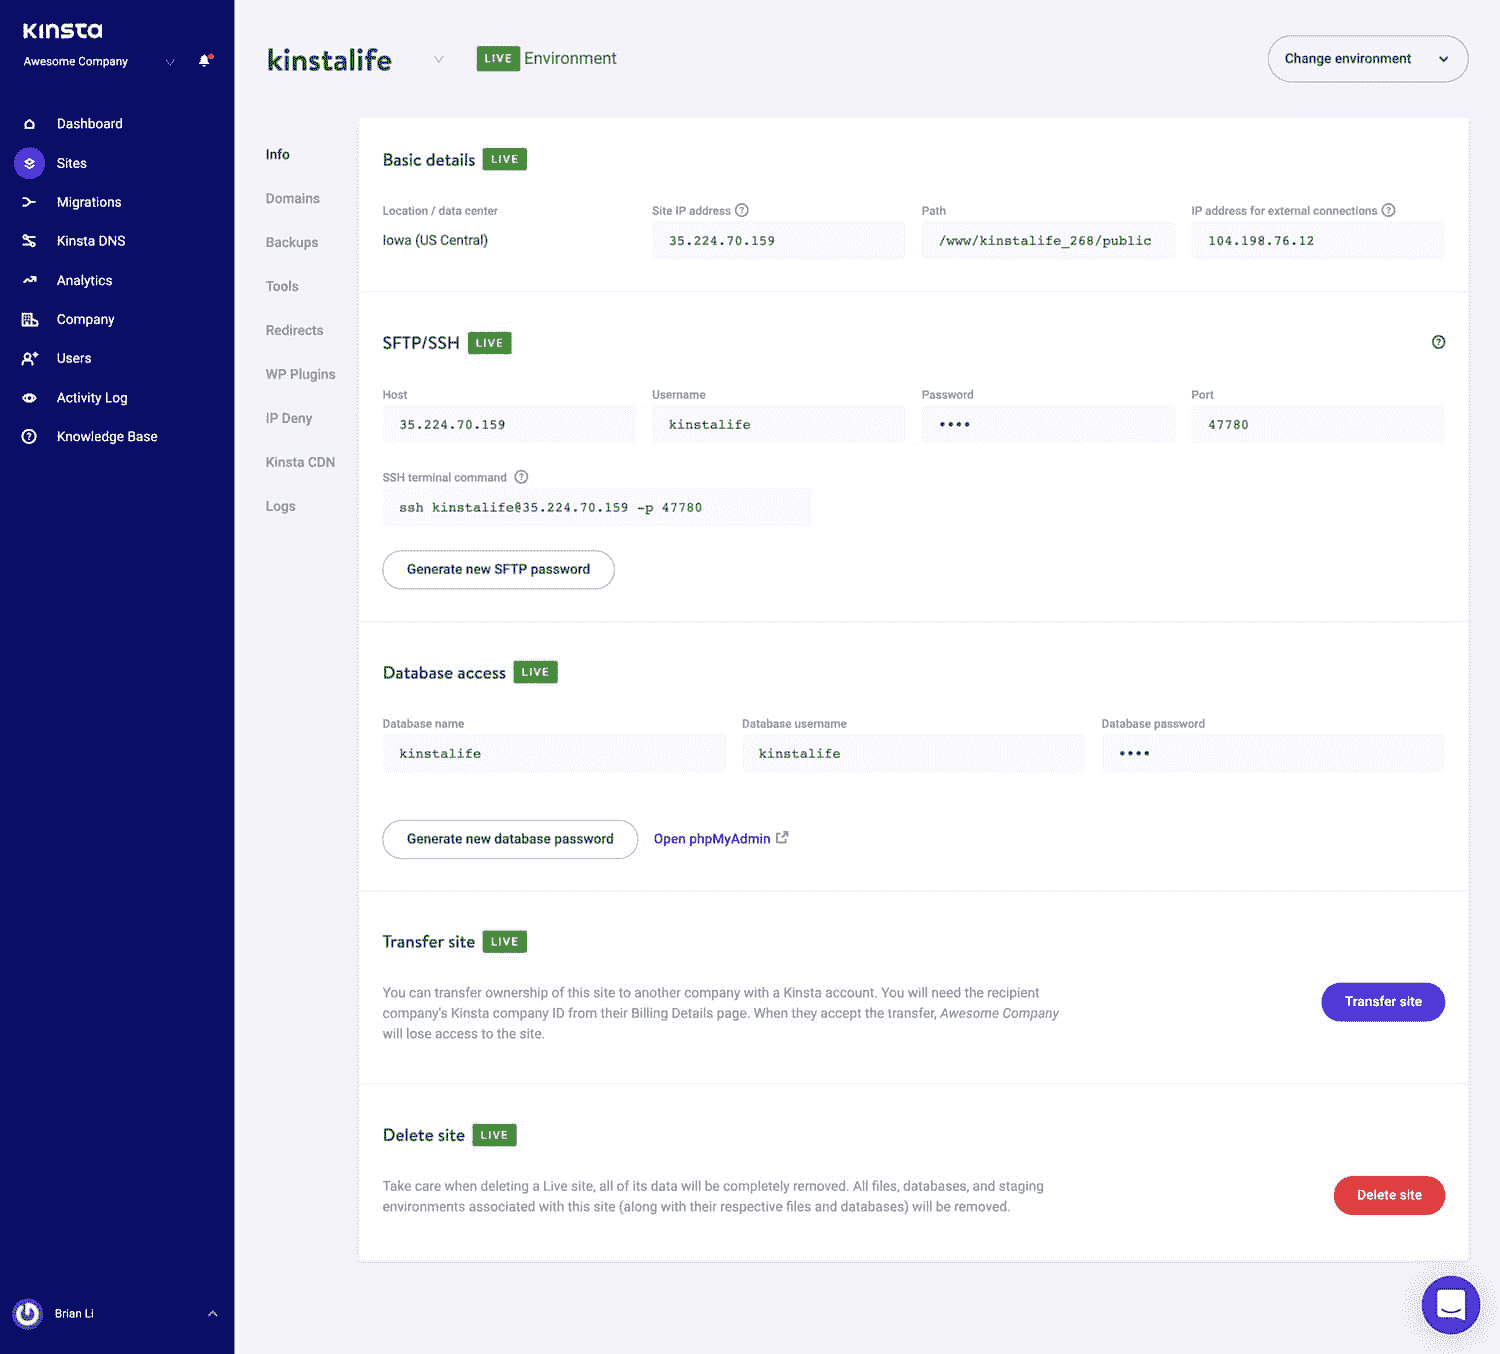 Kinsta
Awesome Company
Dashboard
Sites
Migrations
Kinsta DNS
Analytics
Company
Users
Activity Log
Knowledge Base
Brian Li
kinstalife LIVE Environment
Change environment
Info
Domains
Backups
Tools
Redirects
WP Plugins
IP Deny
Kinsta CDN
Logs
Basic details LIVE
Location / data center
Iowa (US Central)
Site IP address ?
35.224.70.159
Path
/www/kinstalife_268/public
IP address for external connections ?
104.198.76.12
SFTP/SSH LIVE
?
Host
35.224.70.159
Username
kinstalife
Password
••••
Port
47780
SSH terminal command ?
ssh kinstalife@35.224.70.159 -p 47780
Generate new SFTP password
Database access LIVE
Database name
kinstalife
Database username
kinstalife
Database password
••••
Generate new database password
Open phpMyAdmin
Transfer site LIVE
You can transfer ownership of this site to another company with a Kinsta account. You will need the recipient
company's Kinsta company ID from their Billing Details page. When they accept the transfer, Awesome Company
will lose access to the site.
Transfer site
Delete site LIVE
Take care when deleting a Live site, all of its data will be completely removed. All files, databases, and staging
environments associated with this site (along with their respective files and databases) will be removed.
Delete site